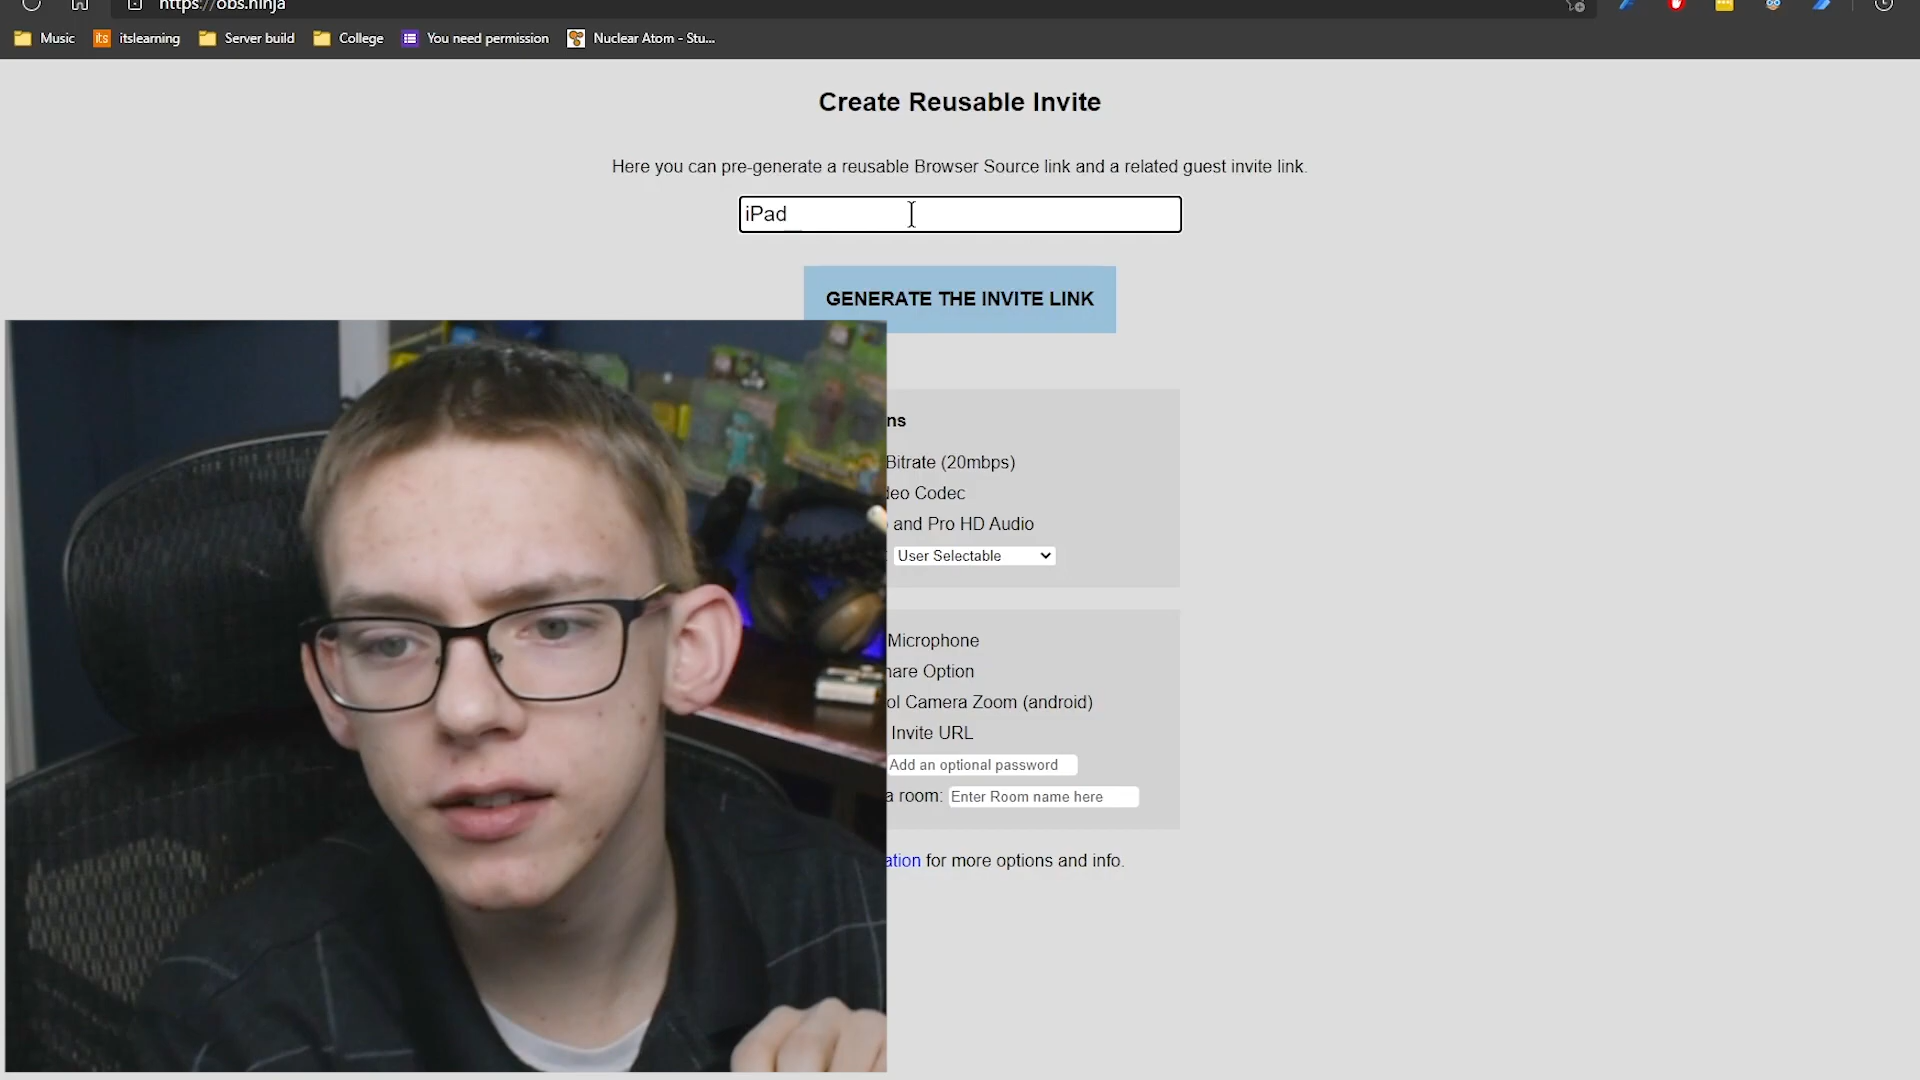 https://obs.ninja
Music
itslearning
Server build
College
You need permission
Nuclear Atom - Stu...
Create Reusable Invite
Here you can pre-generate a reusable Browser Source link and a related guest invite link.
iPad
GENERATE THE INVITE LINK
ns
Bitrate (20mbps)
deo Codec
and Pro HD Audio
User Selectable
Microphone
hare Option
ol Camera Zoom (android)
Invite URL
Add an optional password
a room: Enter Room name here
ation for more options and info.